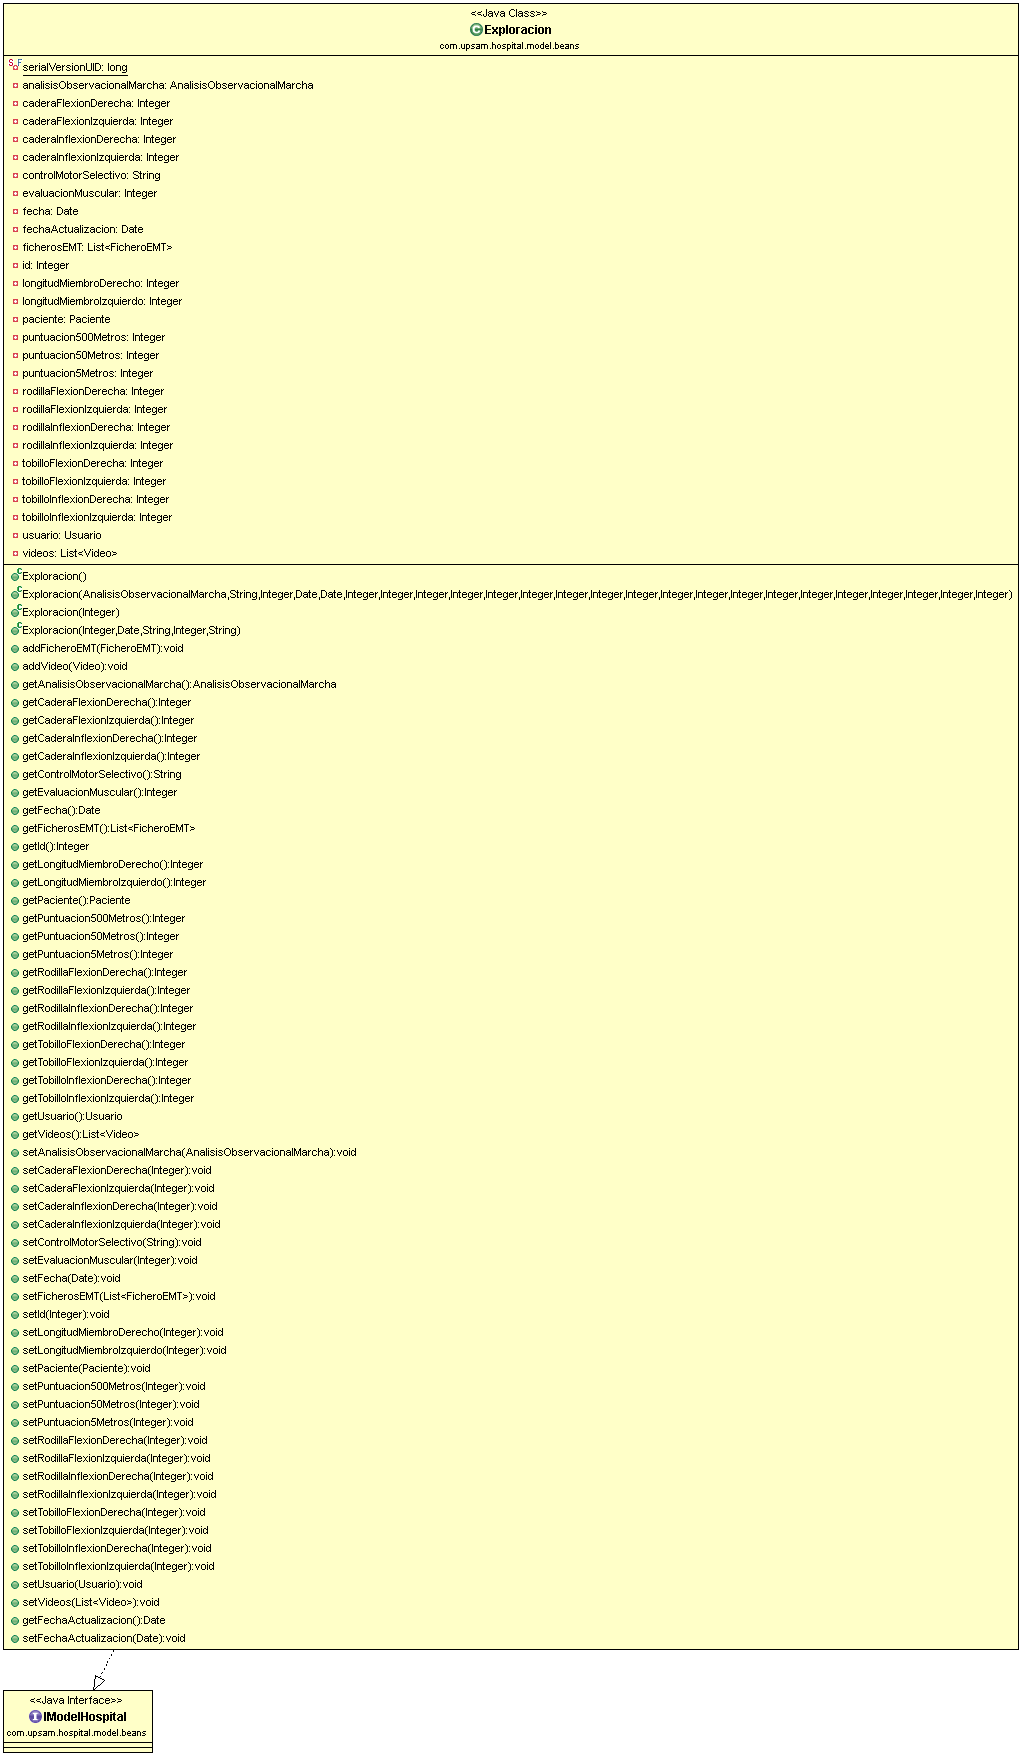 <<Java Class>>
Exploracion
com.upsam.hospital.model.beans
serialVersionUID: long
analisisObservacionalMarcha: AnalisisObservacionalMarcha
caderaFlexionDerecha: Integer
caderaFlexionIzquierda: Integer
caderaInflexionDerecha: Integer
caderaInflexionIzquierda: Integer
controlMotorSelectivo: String
evaluacionMuscular: Integer
fecha: Date
fechaActualizacion: Date
ficherosEMT: List<FicheroEMT>
id: Integer
longitudMiembroDerecho: Integer
longitudMiembroIzquierdo: Integer
paciente: Paciente
puntuacion500Metros: Integer
puntuacion50Metros: Integer
puntuacion5Metros: Integer
rodillaFlexionDerecha: Integer
rodillaFlexionIzquierda: Integer
rodillaInflexionDerecha: Integer
rodillaInflexionIzquierda: Integer
tobilloFlexionDerecha: Integer
tobilloFlexionIzquierda: Integer
tobilloInflexionDerecha: Integer
tobilloInflexionIzquierda: Integer
usuario: Usuario
videos: List<Video>
Exploracion()
Exploracion(AnalisisObservacionalMarcha,String,Integer,Date,Date,Integer,Integer,Integer,Integer,Integer,Integer,Integer,Integer,Integer,Integer,Integer,Integer,Integer,Integer,Integer,Integer,Integer,Integer,Integer)
Exploracion(Integer)
Exploracion(Integer,Date,String,Integer,String)
addFicheroEMT(FicheroEMT):void
addVideo(Video):void
getAnalisisObservacionalMarcha():AnalisisObservacionalMarcha
getCaderaFlexionDerecha():Integer
getCaderaFlexionIzquierda():Integer
getCaderaInflexionDerecha():Integer
getCaderaInflexionIzquierda():Integer
getControlMotorSelectivo():String
getEvaluacionMuscular():Integer
getFecha():Date
getFicherosEMT():List<FicheroEMT>
getId():Integer
getLongitudMiembroDerecho():Integer
getLongitudMiembroIzquierdo():Integer
getPaciente():Paciente
getPuntuacion500Metros():Integer
getPuntuacion50Metros():Integer
getPuntuacion5Metros():Integer
getRodillaFlexionDerecha():Integer
getRodillaFlexionIzquierda():Integer
getRodillaInflexionDerecha():Integer
getRodillaInflexionIzquierda():Integer
getTobilloFlexionDerecha():Integer
getTobilloFlexionIzquierda():Integer
getTobilloInflexionDerecha():Integer
getTobilloInflexionIzquierda():Integer
getUsuario():Usuario
getVideos():List<Video>
setAnalisisObservacionalMarcha(AnalisisObservacionalMarcha):void
setCaderaFlexionDerecha(Integer):void
setCaderaFlexionIzquierda(Integer):void
setCaderaInflexionDerecha(Integer):void
setCaderaInflexionIzquierda(Integer):void
setControlMotorSelectivo(String):void
setEvaluacionMuscular(Integer):void
setFecha(Date):void
setFicherosEMT(List<FicheroEMT>):void
setId(Integer):void
setLongitudMiembroDerecho(Integer):void
setLongitudMiembroIzquierdo(Integer):void
setPaciente(Paciente):void
setPuntuacion500Metros(Integer):void
setPuntuacion50Metros(Integer):void
setPuntuacion5Metros(Integer):void
setRodillaFlexionDerecha(Integer):void
setRodillaFlexionIzquierda(Integer):void
setRodillaInflexionDerecha(Integer):void
setRodillaInflexionIzquierda(Integer):void
setTobilloFlexionDerecha(Integer):void
setTobilloFlexionIzquierda(Integer):void
setTobilloInflexionDerecha(Integer):void
setTobilloInflexionIzquierda(Integer):void
setUsuario(Usuario):void
setVideos(List<Video>):void
getFechaActualizacion():Date
setFechaActualizacion(Date):void
<<Java Interface>>
IModelHospital
com.upsam.hospital.model.beans